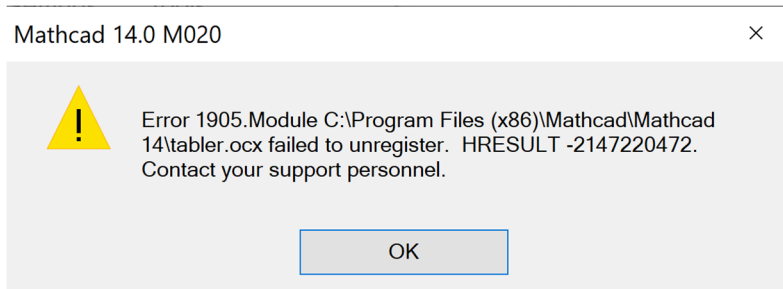 Mathcad 14.0 M020
Error 1905.Module C:\Program Files (x86)\Mathcad\Mathcad
14\tabler.ocx failed to unregister.  HRESULT -2147220472.
Contact your support personnel.
OK